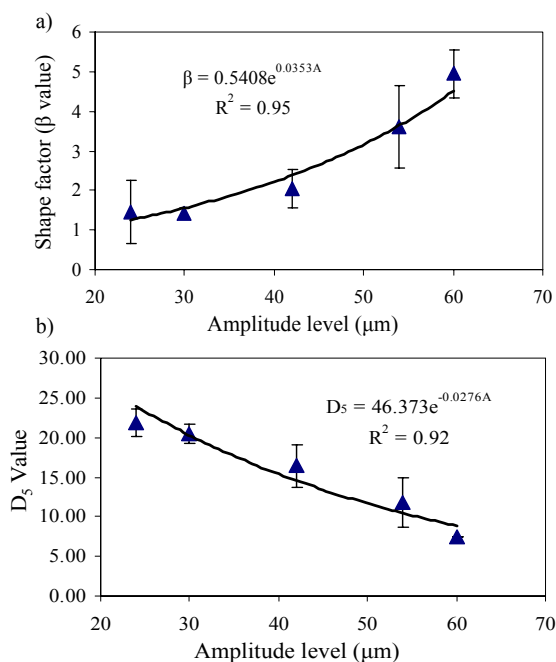 a)
6
5
4
3
2
1
0
Shape factor (β value)
β = 0.5408e^0.0353A
R² = 0.95
20 30 40 50 60 70
Amplitude level (μm)
b)
30.00
25.00
20.00
15.00
10.00
5.00
0.00
D₅ Value
D₅ = 46.373e^-0.0276A
R² = 0.92
20 30 40 50 60 70
Amplitude level (μm)